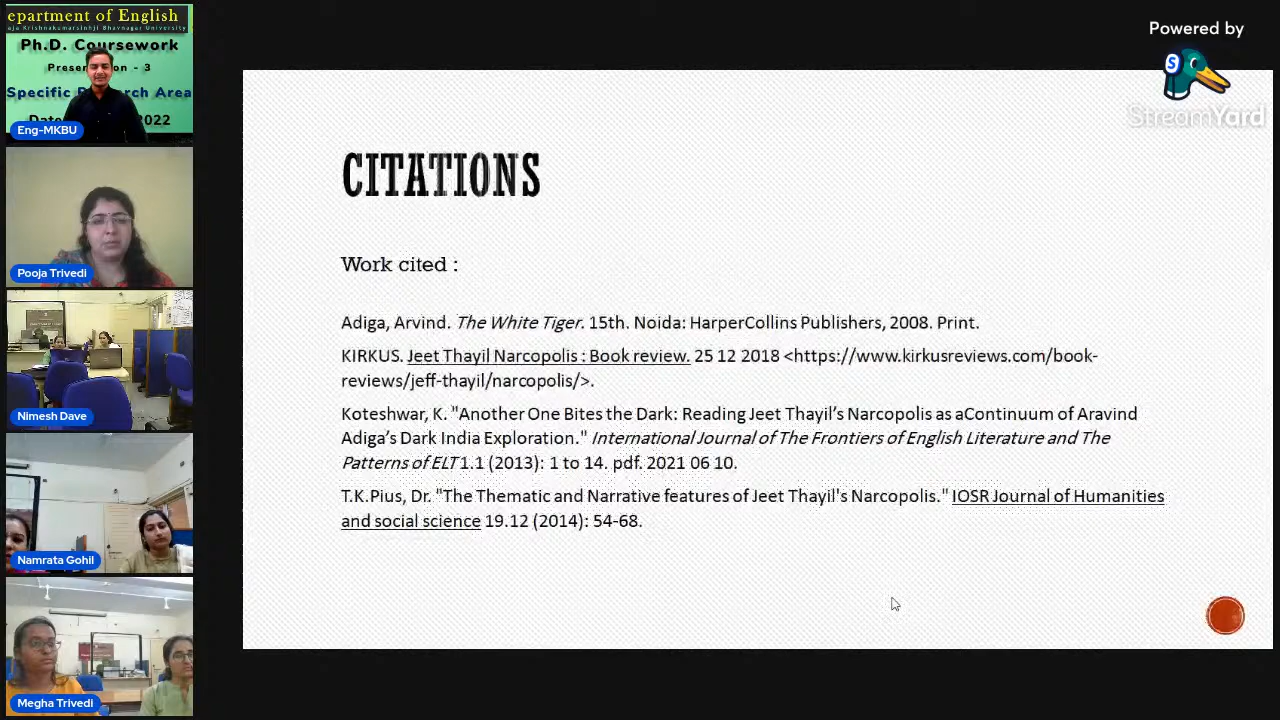 epartment of English
aja Krishnakumarsinhji Bhavnagar University
Ph.D. Coursework
Presen on - 3
Specific R rch Area
Date 2022
Eng-MKBU
Pooja Trivedi
Nimesh Dave
Namrata Gohil
Megha Trivedi
Powered by
S
StreamYard
CITATIONS
Work cited :
Adiga, Arvind. The White Tiger. 15th. Noida: HarperCollins Publishers, 2008. Print.
KIRKUS. Jeet Thayil Narcopolis : Book review. 25 12 2018 <https://www.kirkusreviews.com/book-
reviews/jeff-thayil/narcopolis/>.
Koteshwar, K. "Another One Bites the Dark: Reading Jeet Thayil’s Narcopolis as aContinuum of Aravind
Adiga’s Dark India Exploration." International Journal of The Frontiers of English Literature and The
Patterns of ELT 1.1 (2013): 1 to 14. pdf. 2021 06 10.
T.K.Pius, Dr. "The Thematic and Narrative features of Jeet Thayil's Narcopolis." IOSR Journal of Humanities
and social science 19.12 (2014): 54-68.